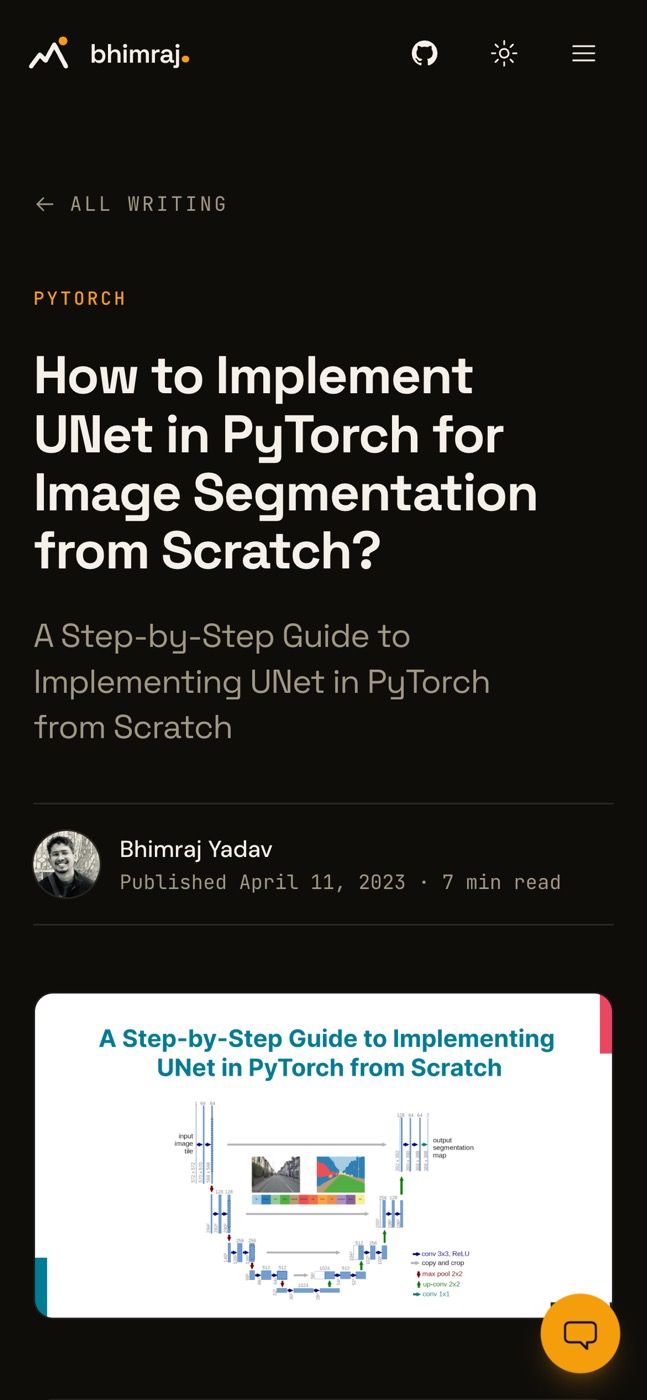 bhimraj.
← ALL WRITING
PYTORCH
How to Implement
UNet in PyTorch for
Image Segmentation
from Scratch?
A Step-by-Step Guide to
Implementing UNet in PyTorch
from Scratch
Bhimraj Yadav
Published April 11, 2023 · 7 min read
A Step-by-Step Guide to Implementing
UNet in PyTorch from Scratch
input
image
tile
output
segmentation
map
conv 3x3, ReLU
copy and crop
max pool 2x2
up-conv 2x2
conv 1x1